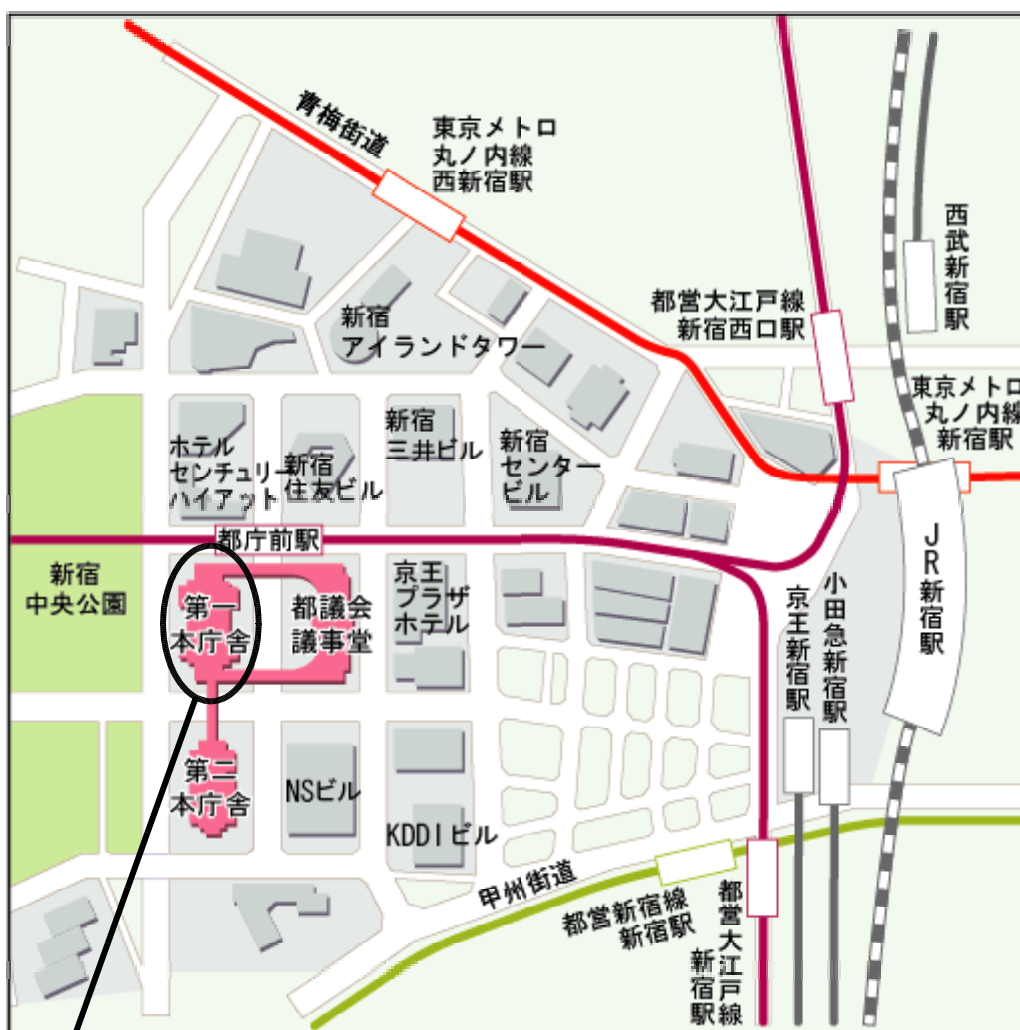 青梅街道
東京メトロ
丸ノ内線
西新宿駅
西武新宿駅
都営大江戸線
新宿西口駅
新宿
アイランドタワー
東京メトロ
丸ノ内線
新宿駅
ホテル
センチュリー
ハイアット
新宿
住友ビル
新宿
三井ビル
新宿
センター
ビル
都庁前駅
JR新宿駅
新宿
中央公園
第一
本庁舎
都議会
議事堂
京王
プラザ
ホテル
京王新宿駅
小田急新宿駅
第二
本庁舎
NSビル
KDDIビル
甲州街道
都営新宿線
新宿駅
都営大江戸線
新宿駅